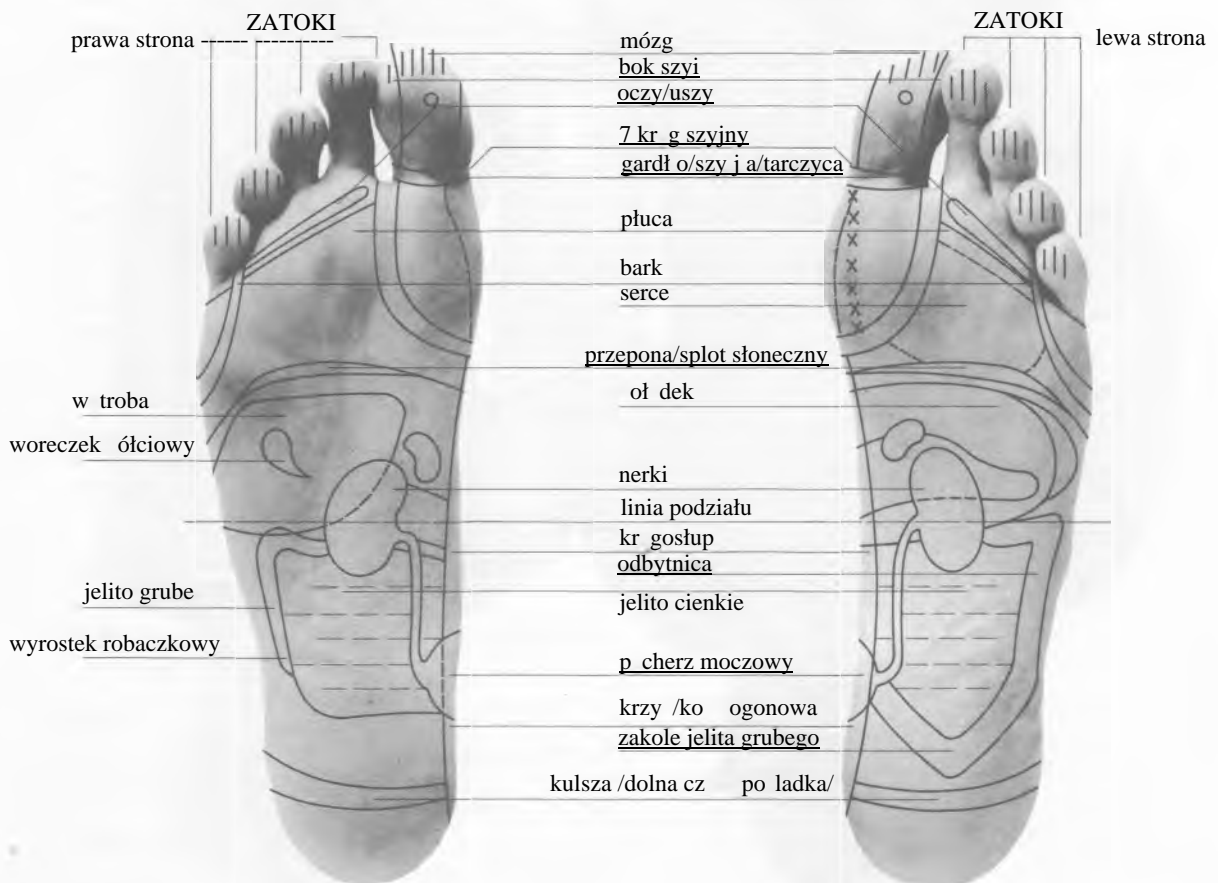 ZATOKI
ZATOKI
prawa strona
lewa strona
mózg
bok szyi
oczy/uszy
7 kr g szyjny
gardł o/szy j a/tarczyca
płuca
bark
serce
przepona/splot słoneczny
oł dek
w troba
woreczek ółciowy
nerki
linia podziału
kr gosłup
odbytnica
jelito grube
jelito cienkie
wyrostek robaczkowy
p cherz moczowy
krzy /ko ogonowa
zakole jelita grubego
kulsza /dolna cz po ladka/